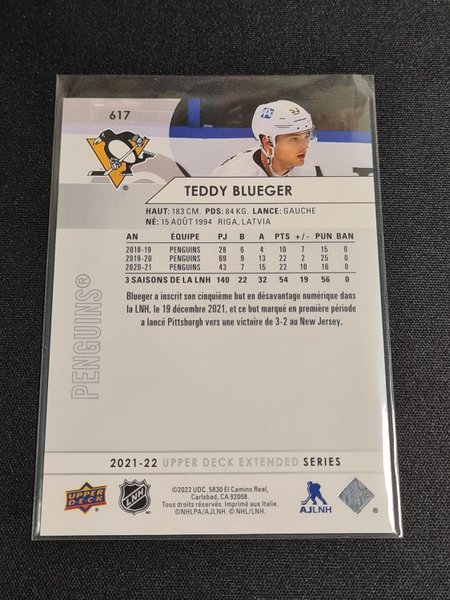 617
53
TEDDY BLUEGER
HAUT: 183 CM. PDS: 84 KG. LANCE: GAUCHE
NÉ: 15 AOÛT 1994 RIGA, LATVIA
AN ÉQUIPE PJ B A PTS +/- PUN BAN
2018-19 PENGUINS 28 6 4 10 7 15 0
2019-20 PENGUINS 69 9 13 22 2 25 0
2020-21 PENGUINS 43 7 15 22 10 16 0
3 SAISONS DE LA LNH 140 22 32 54 19 56 0
Blueger a inscrit son cinquième but en désavantage numérique dans
la LNH, le 19 décembre 2021, et ce but marqué en première période
a lancé Pittsburgh vers une victoire de 3-2 au New Jersey.
PENGUINS®
2021-22 UPPER DECK EXTENDED SERIES
UPPER DECK
LNH
©2022 UDC. 5830 El Camino Real,
Carlsbad, CA 92008.
Tous droits réservés. Imprimé aux Italie.
©NHLPA/AJLNH. © NHL/LNH.
AJLNH